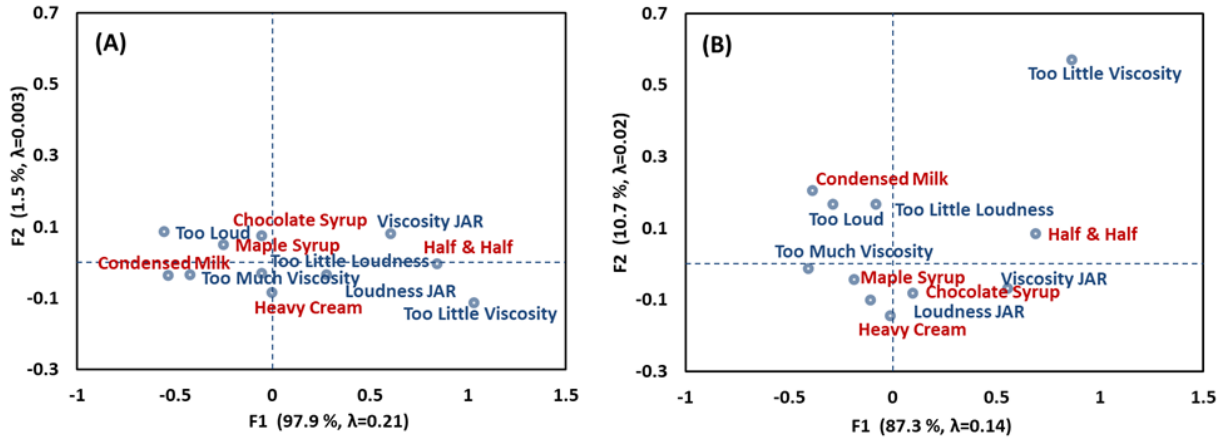 0.7
(A)
0.5
0.3
0.1
-0.1
-0.3
F2 (1.5 %, λ=0.003)
Chocolate Syrup
Viscosity JAR
Too Loud
Maple Syrup
Half & Half
Condensed Milk
Too Little Loudness
Too Much Viscosity
Loudness JAR
Heavy Cream
Too Little Viscosity
-1 -0.5 0 0.5 1 1.5
F1 (97.9 %, λ=0.21)
0.7
(B)
0.5
0.3
0.1
-0.1
-0.3
F2 (10.7 %, λ=0.02)
Too Little Viscosity
Condensed Milk
Too Loud
Too Little Loudness
Half & Half
Too Much Viscosity
Maple Syrup
Viscosity JAR
Chocolate Syrup
Loudness JAR
Heavy Cream
-1 -0.5 0 0.5 1 1.5
F1 (87.3 %, λ=0.14)